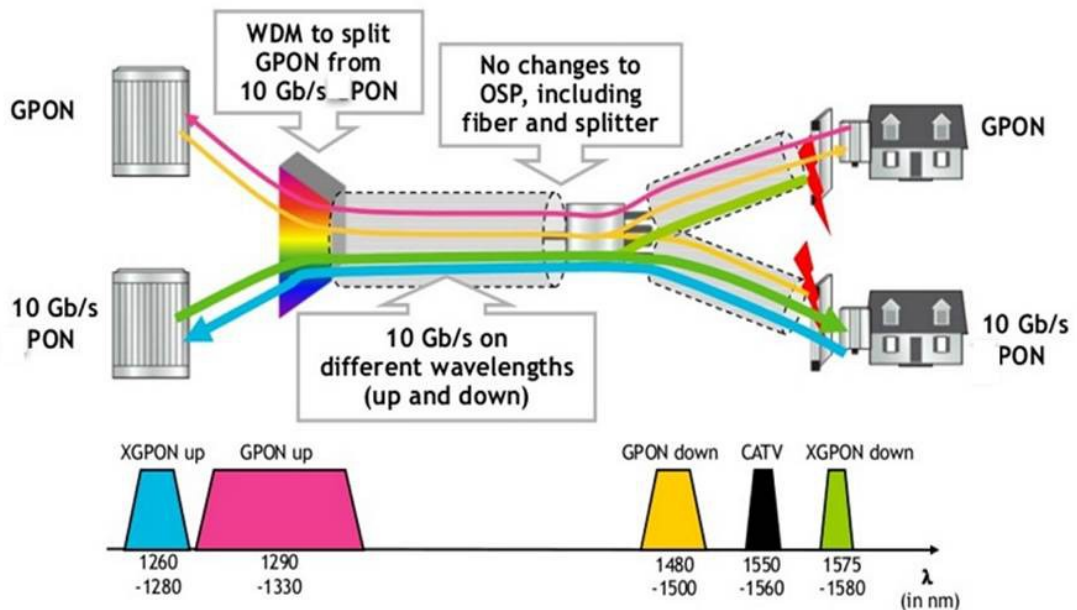 WDM to split
GPON from
10 Gb/s PON
No changes to
OSP, including
fiber and splitter
GPON
GPON
10 Gb/s
PON
10 Gb/s on
different wavelengths
(up and down)
10 Gb/s
PON
XGPON up
GPON up
GPON down
CATV
XGPON down
1260
-1280
1290
-1330
1480
-1500
1550
-1560
1575
-1580
λ
(in nm)